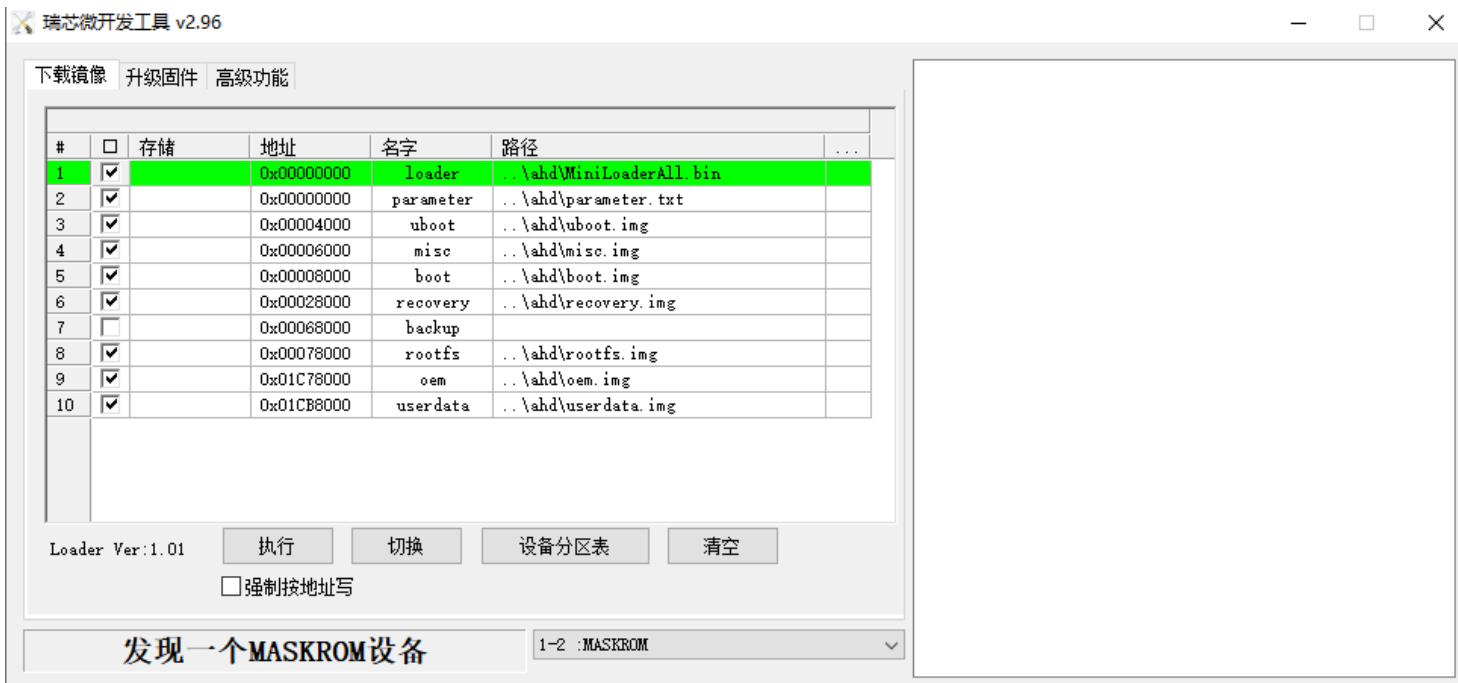 瑞芯微开发工具 v2.96
下载镜像 升级固件 高级功能
# 存储 地址 名字 路径 ...
1 0x00000000 loader ..\ahd\MiniLoaderAll.bin
2 0x00000000 parameter ..\ahd\parameter.txt
3 0x00004000 uboot ..\ahd\uboot.img
4 0x00006000 misc ..\ahd\misc.img
5 0x00008000 boot ..\ahd\boot.img
6 0x00028000 recovery ..\ahd\recovery.img
7 0x00068000 backup
8 0x00078000 rootfs ..\ahd\rootfs.img
9 0x01C78000 oem ..\ahd\oem.img
10 0x01CB8000 userdata ..\ahd\userdata.img
Loader Ver:1.01 执行 切换 设备分区表 清空
强制按地址写
发现一个MASKROM设备 1-2 :MASKROM